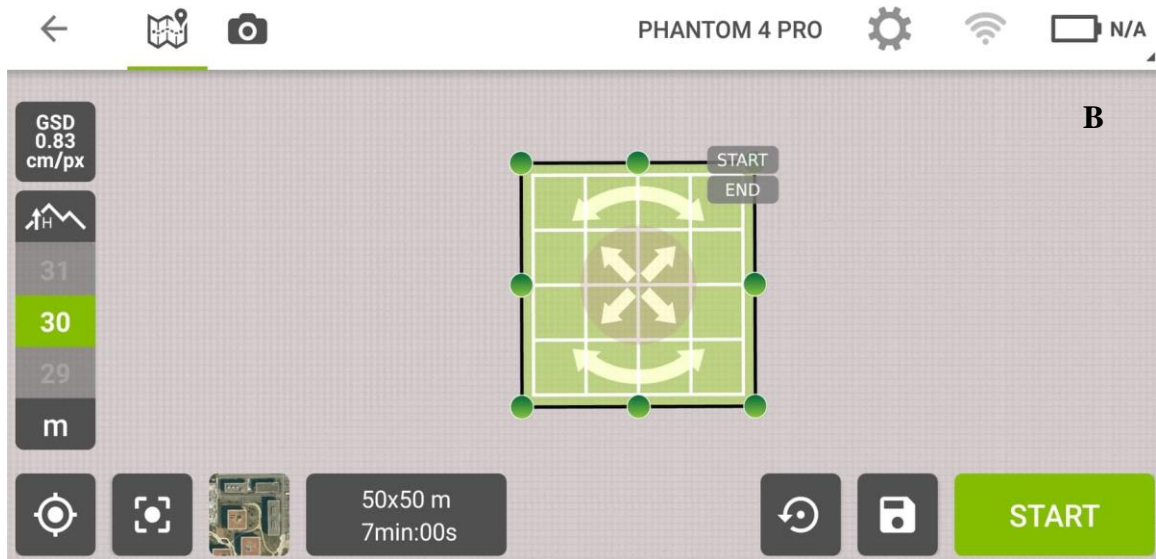 PHANTOM 4 PRO
N/A
B
GSD
0.83
cm/px
H
31
30
29
m
START
END
50x50 m
7min:00s
START